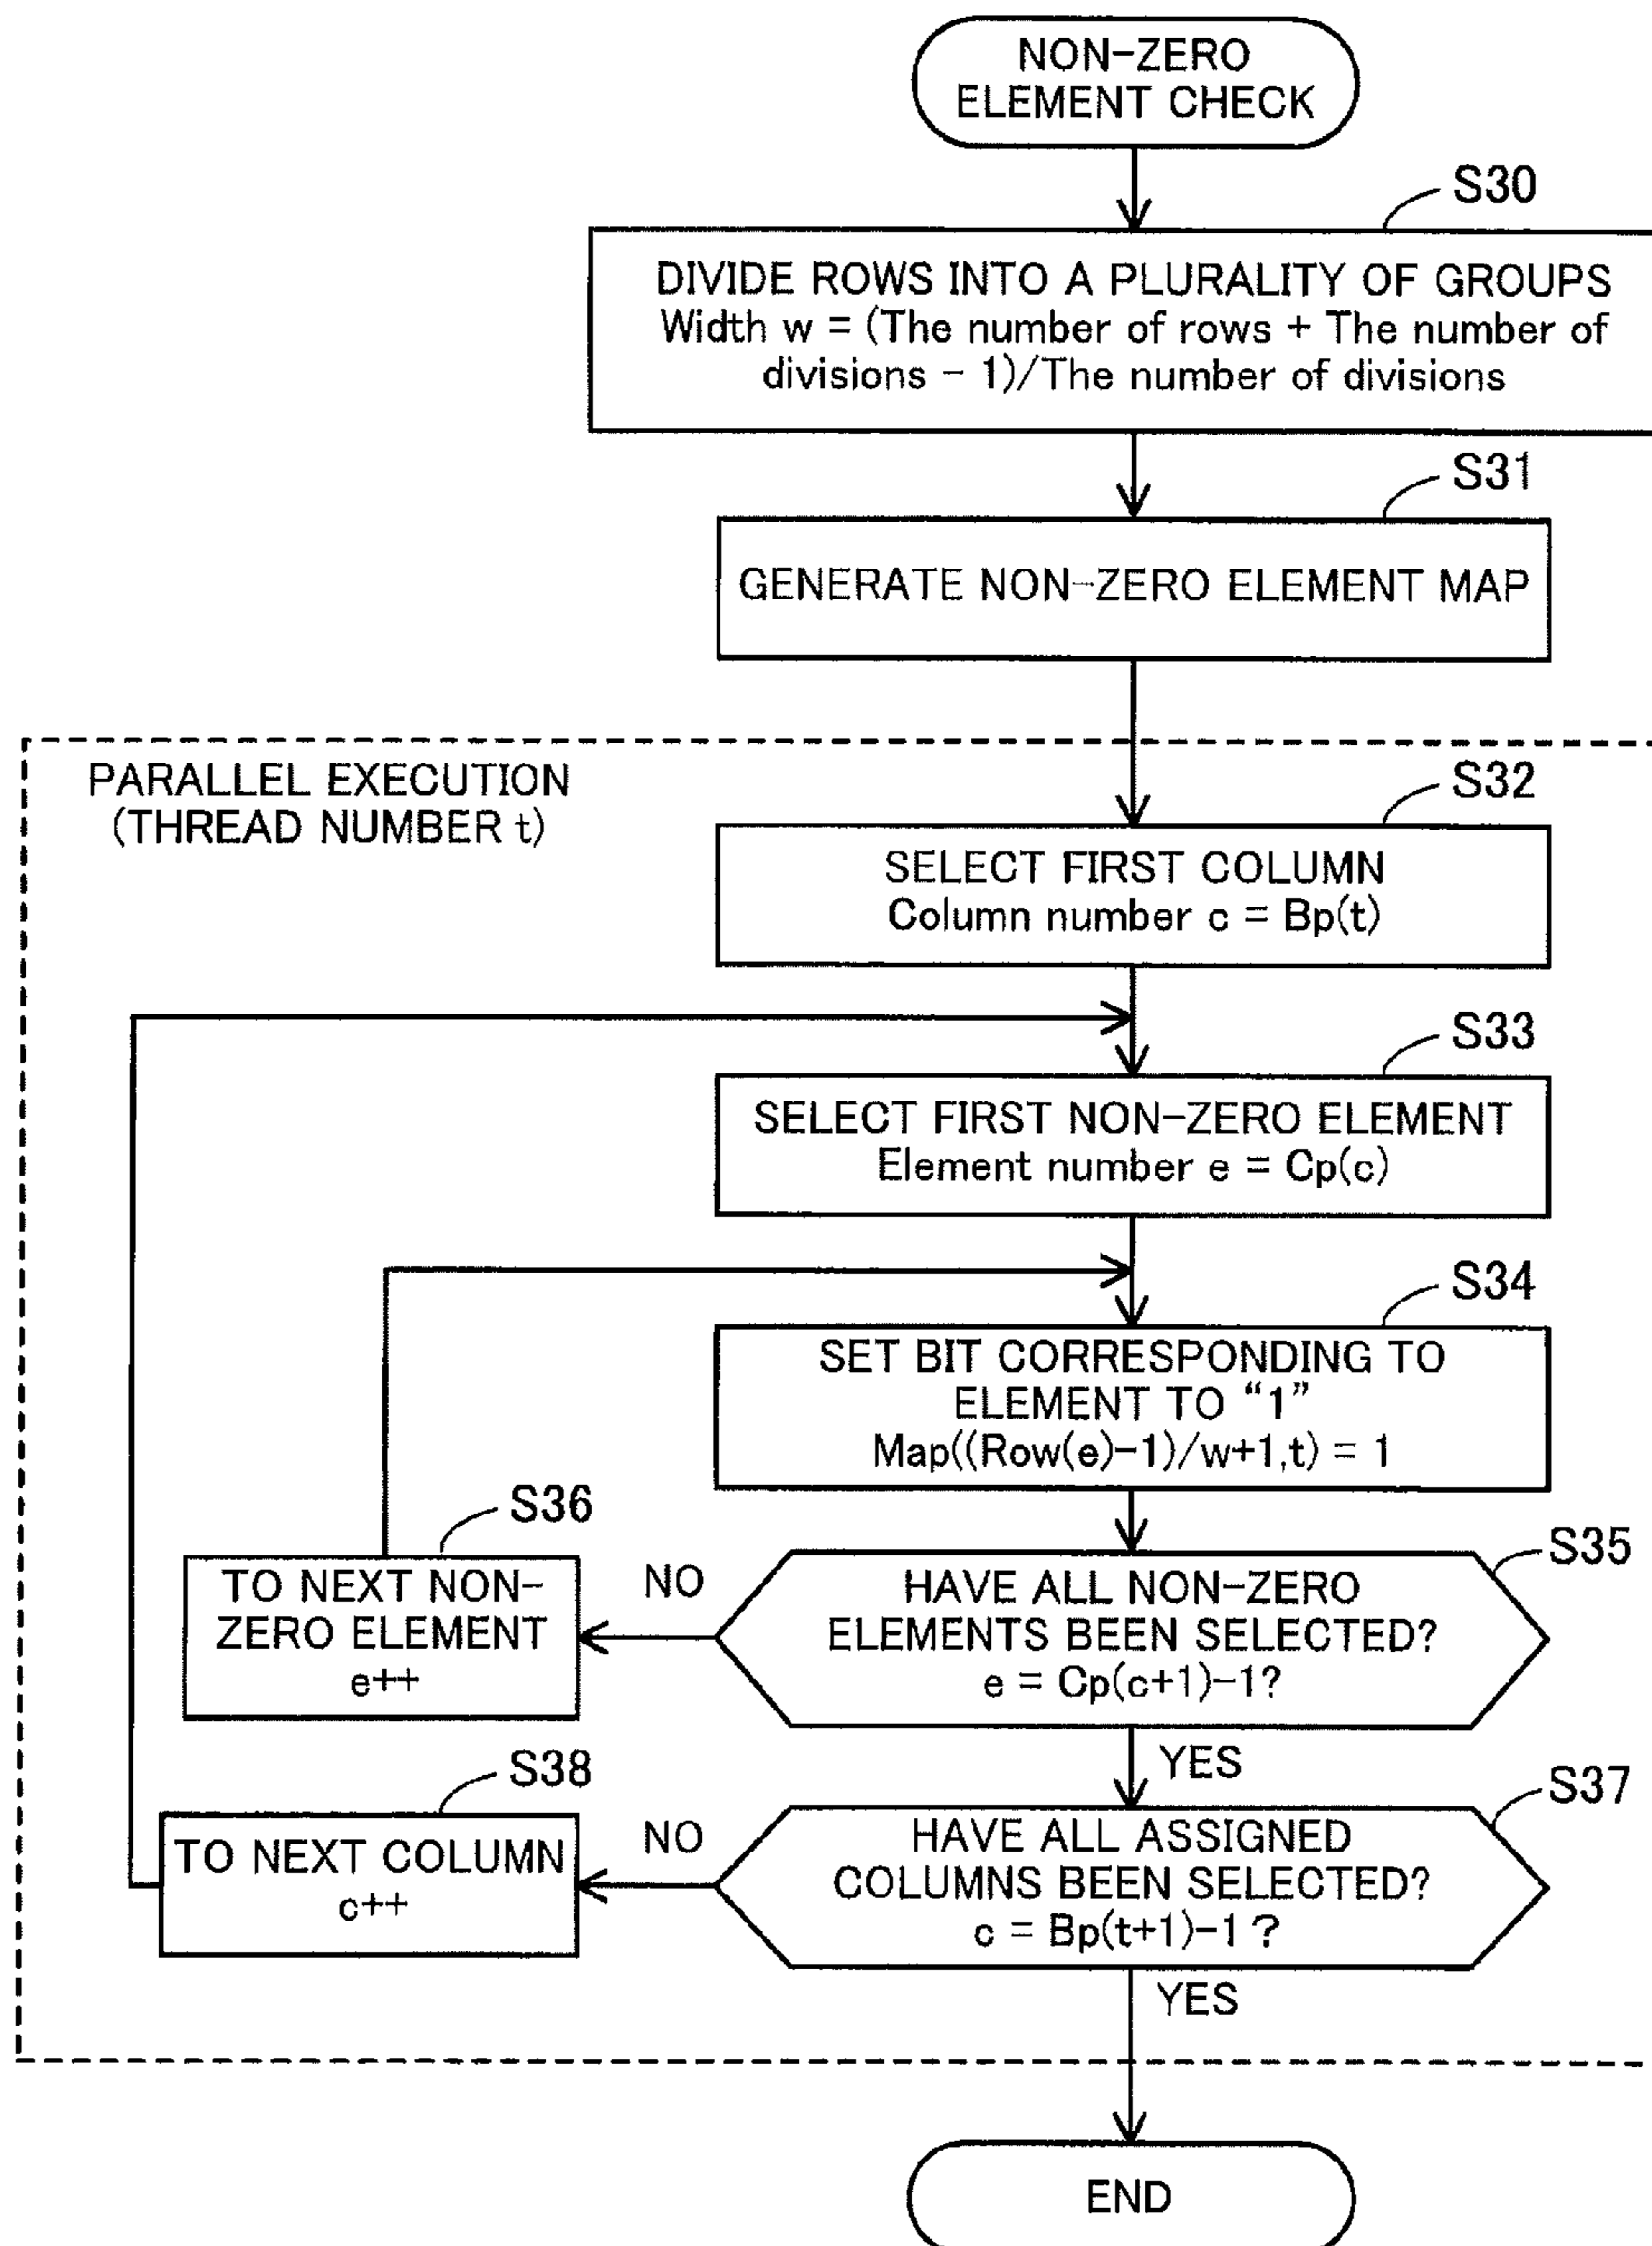 NON-ZERO
ELEMENT CHECK
S30
DIVIDE ROWS INTO A PLURALITY OF GROUPS
Width w = (The number of rows + The number of
divisions - 1)/The number of divisions
S31
GENERATE NON-ZERO ELEMENT MAP
PARALLEL EXECUTION
(THREAD NUMBER t)
S32
SELECT FIRST COLUMN
Column number c = Bp(t)
S33
SELECT FIRST NON-ZERO ELEMENT
Element number e = Cp(c)
S34
SET BIT CORRESPONDING TO
ELEMENT TO “1”
Map((Row(e)-1)/w+1,t) = 1
S36
TO NEXT NON-
ZERO ELEMENT
e++
NO
S35
HAVE ALL NON-ZERO
ELEMENTS BEEN SELECTED?
e = Cp(c+1)-1?
YES
S38
TO NEXT COLUMN
c++
NO
S37
HAVE ALL ASSIGNED
COLUMNS BEEN SELECTED?
c = Bp(t+1)-1 ?
YES
END